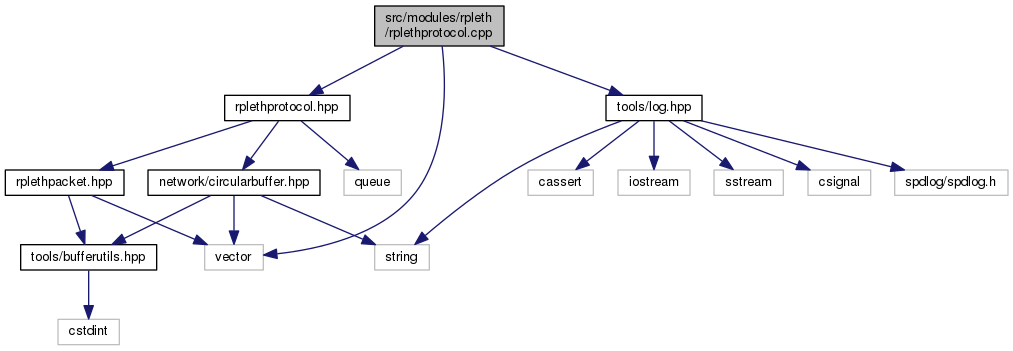 src/modules/rpleth
/rplethprotocol.cpp
rplethprotocol.hpp
tools/log.hpp
rplethpacket.hpp
network/circularbuffer.hpp
queue
cassert
iostream
sstream
csignal
spdlog/spdlog.h
tools/bufferutils.hpp
vector
string
cstdint